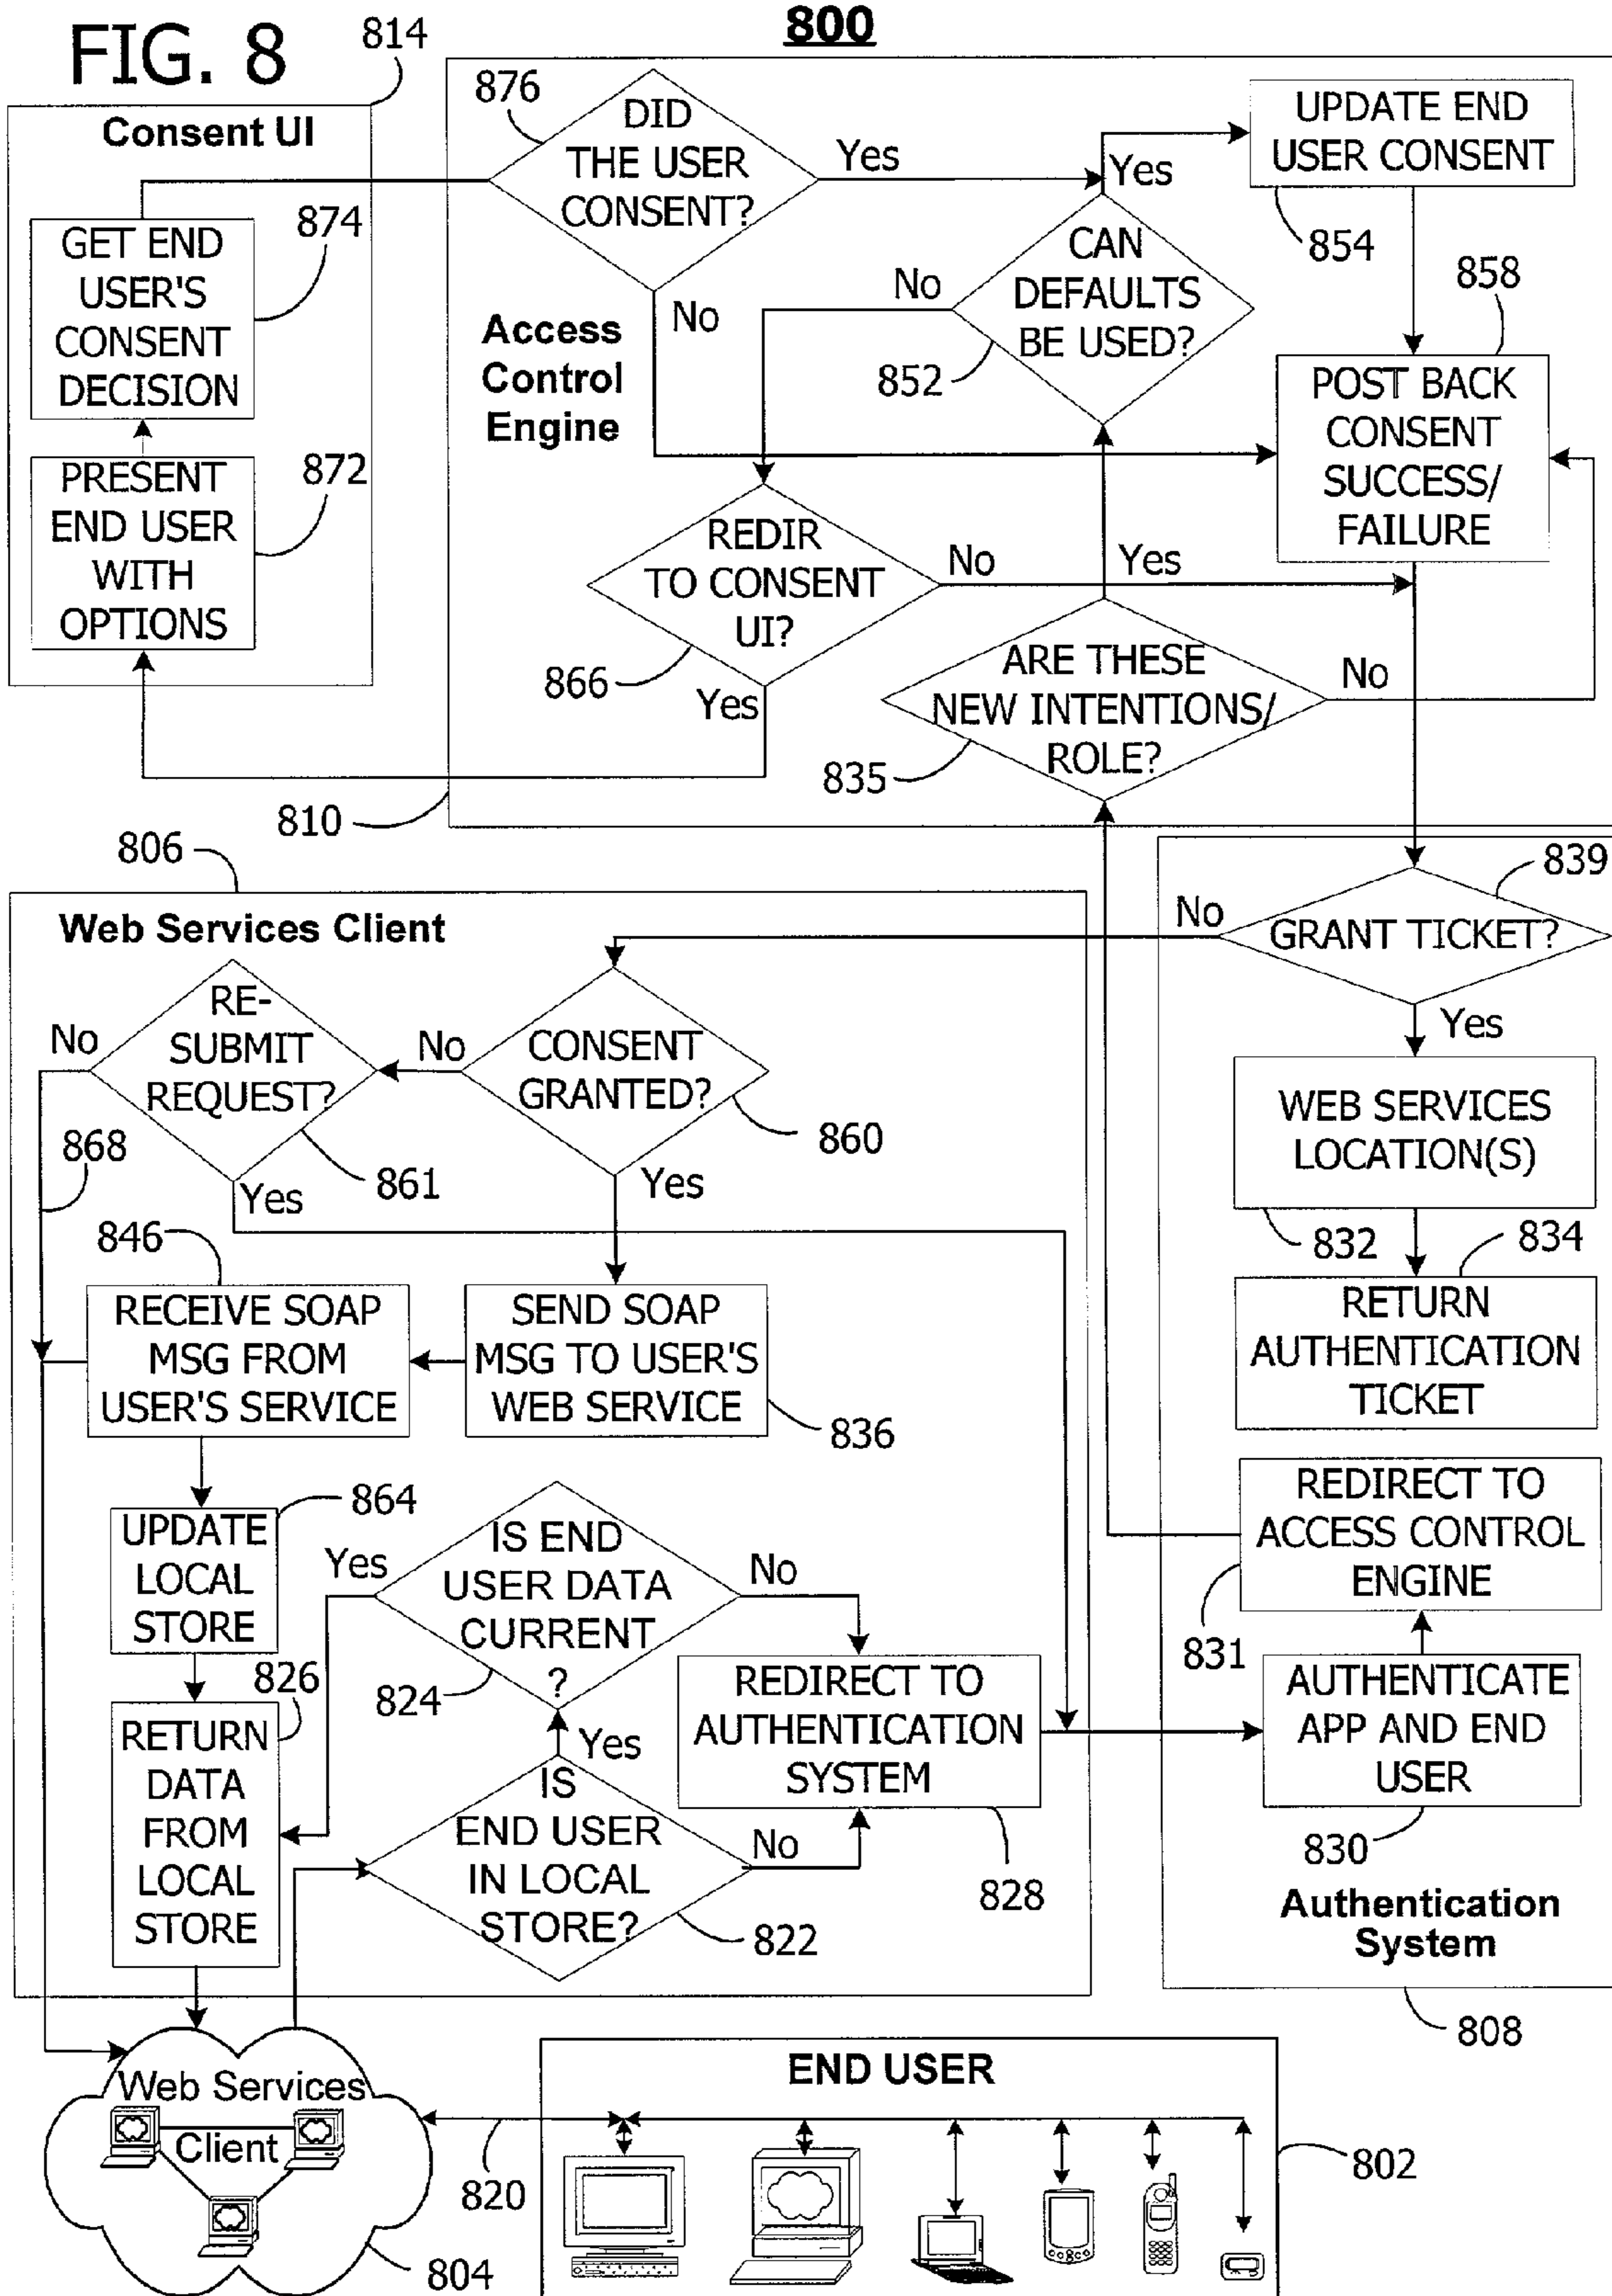 800
FIG. 8
814
Consent UI
GET END
USER'S
CONSENT
DECISION
874
PRESENT
END USER
WITH
OPTIONS
872
876
DID
THE USER
CONSENT?
Yes
No
Access
Control
Engine
Yes
CAN
DEFAULTS
BE USED?
No
852
UPDATE END
USER CONSENT
854
858
POST BACK
CONSENT
SUCCESS/
FAILURE
REDIR
TO CONSENT
UI?
No
866
Yes
Yes
ARE THESE
NEW INTENTIONS/
ROLE?
No
835
810
806
Web Services Client
839
No
GRANT TICKET?
Yes
RE-
SUBMIT
REQUEST?
No
No
CONSENT
GRANTED?
860
868
861
Yes
Yes
WEB SERVICES
LOCATION(S)
832
834
RETURN
AUTHENTICATION
TICKET
846
RECEIVE SOAP
MSG FROM
USER'S SERVICE
SEND SOAP
MSG TO USER'S
WEB SERVICE
836
864
UPDATE
LOCAL
STORE
Yes
IS END
USER DATA
CURRENT
?
No
824
REDIRECT TO
ACCESS CONTROL
ENGINE
831
826
RETURN
DATA
FROM
LOCAL
STORE
Yes
IS
END USER
IN LOCAL
STORE?
No
822
REDIRECT TO
AUTHENTICATION
SYSTEM
828
AUTHENTICATE
APP AND END
USER
830
Authentication
System
808
Web Services
Client
804
820
END USER
802